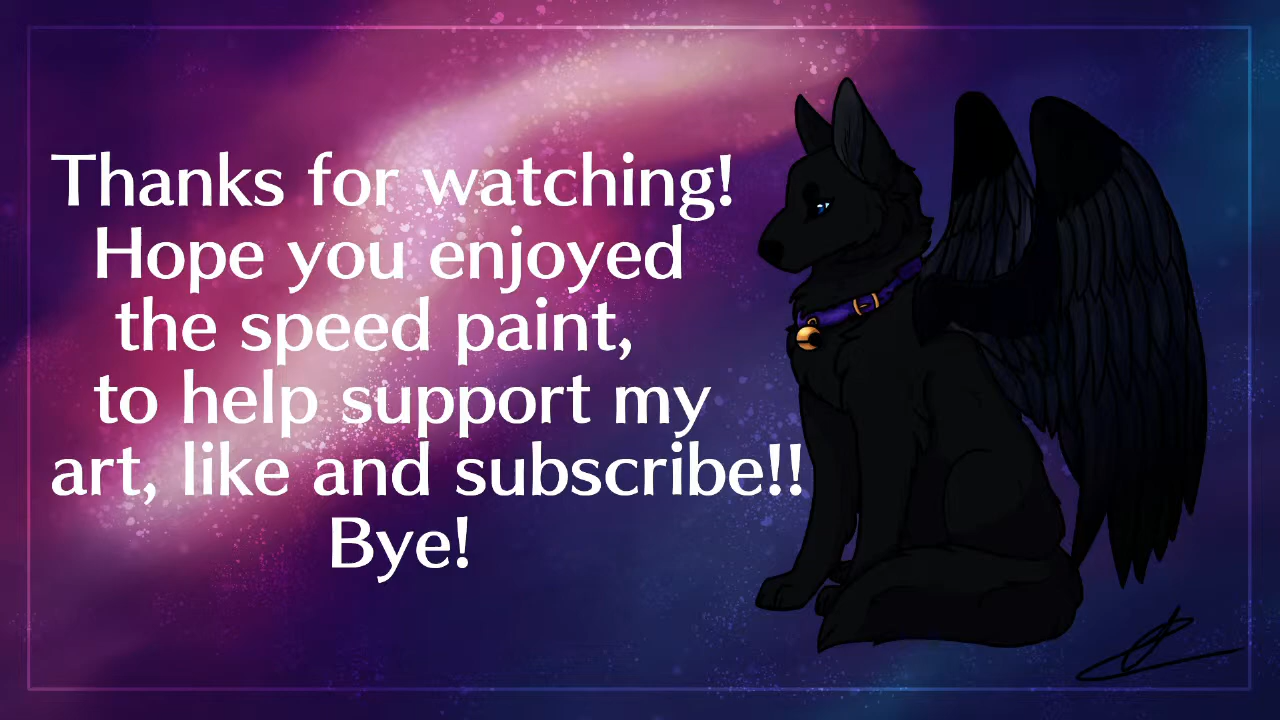 Thanks for watching!
Hope you enjoyed
the speed paint,
to help support my
art, like and subscribe!!
Bye!